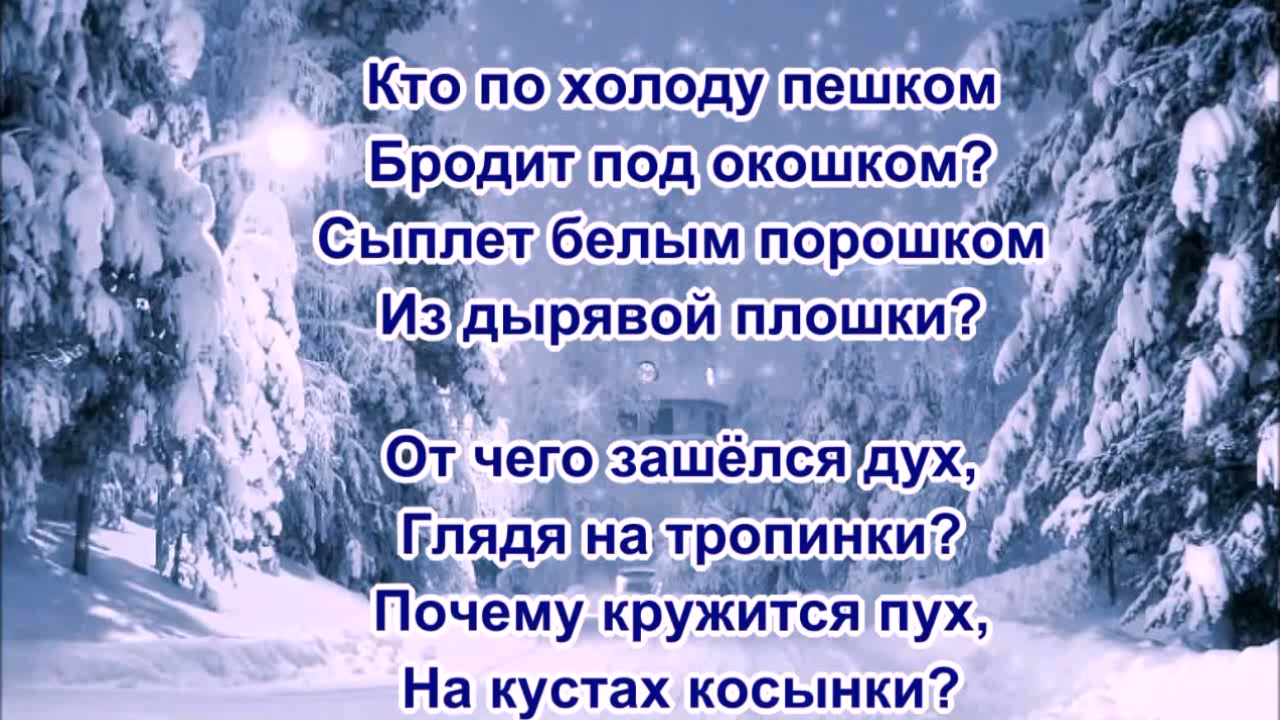 Кто по холоду пешком
Бродит под окошком?
Сыплет белым порошком
Из дырявой плошки?
От чего зашёлся дух,
Глядя на тропинки?
Почему кружится пух,
На кустах косынки?